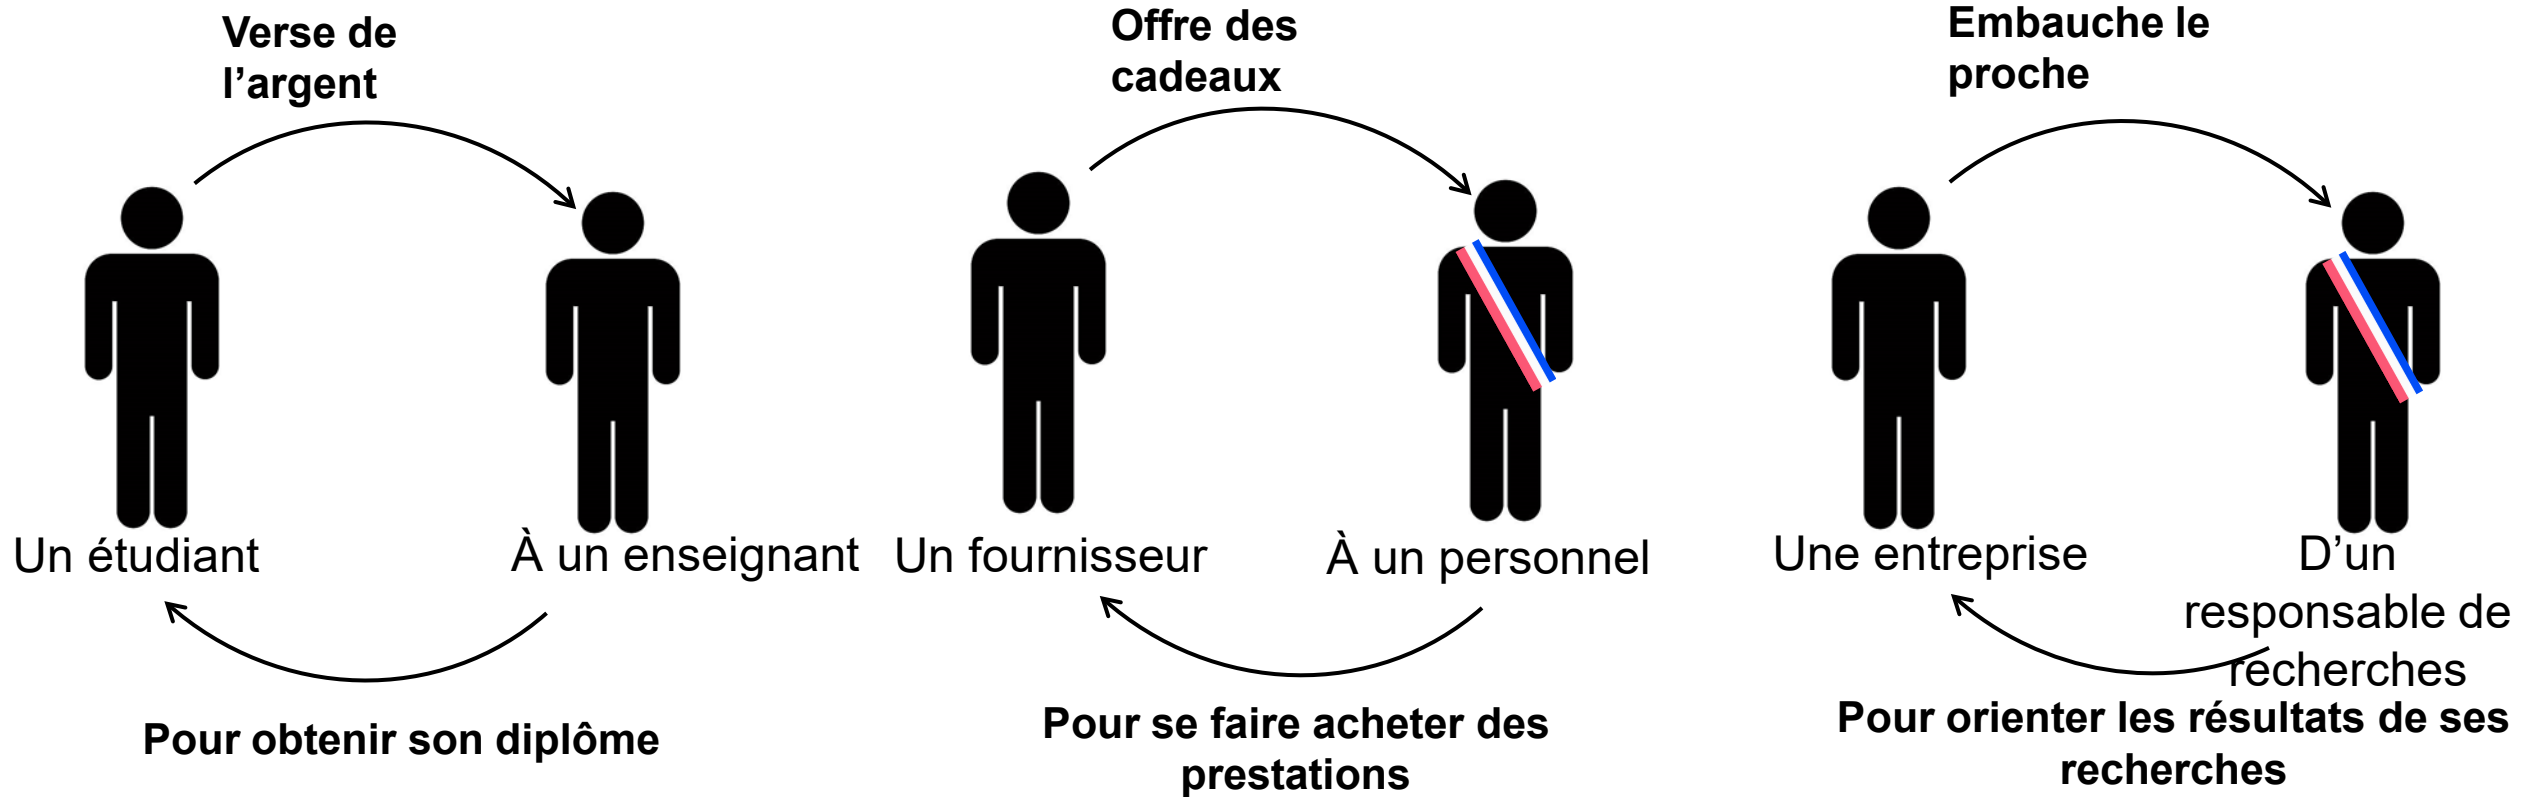 Verse de
l’argent
Un étudiant
À un enseignant
Pour obtenir son diplôme
Offre des
cadeaux
Un fournisseur
À un personnel
Pour se faire acheter des
prestations
Embauche le
proche
Une entreprise
D’un
responsable de
recherches
Pour orienter les résultats de ses
recherches